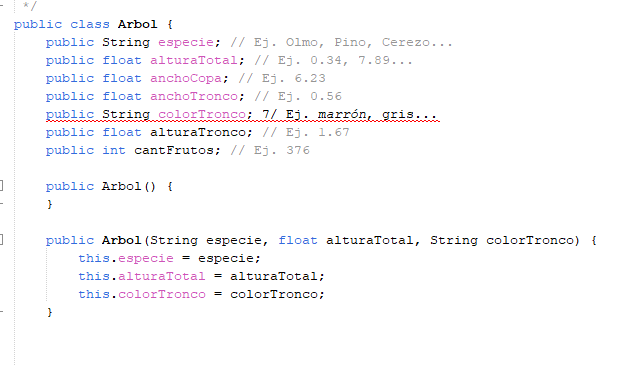 */
public class Arbol {
public String especie; // Ej. Olmo, Pino, Cerezo...
public float alturaTotal; // Ej. 0.34, 7.89...
public float anchoCopa; // Ej. 6.23
public float anchoTronco; // Ej. 0.56
public String colorTronco; 7/ Ej. marrón, gris...
public float alturaTronco; // Ej. 1.67
public int cantFrutos; // Ej. 376
public Arbol() {
}
public Arbol(String especie, float alturaTotal, String colorTronco) {
this.especie = especie;
this.alturaTotal = alturaTotal;
this.colorTronco = colorTronco;
}